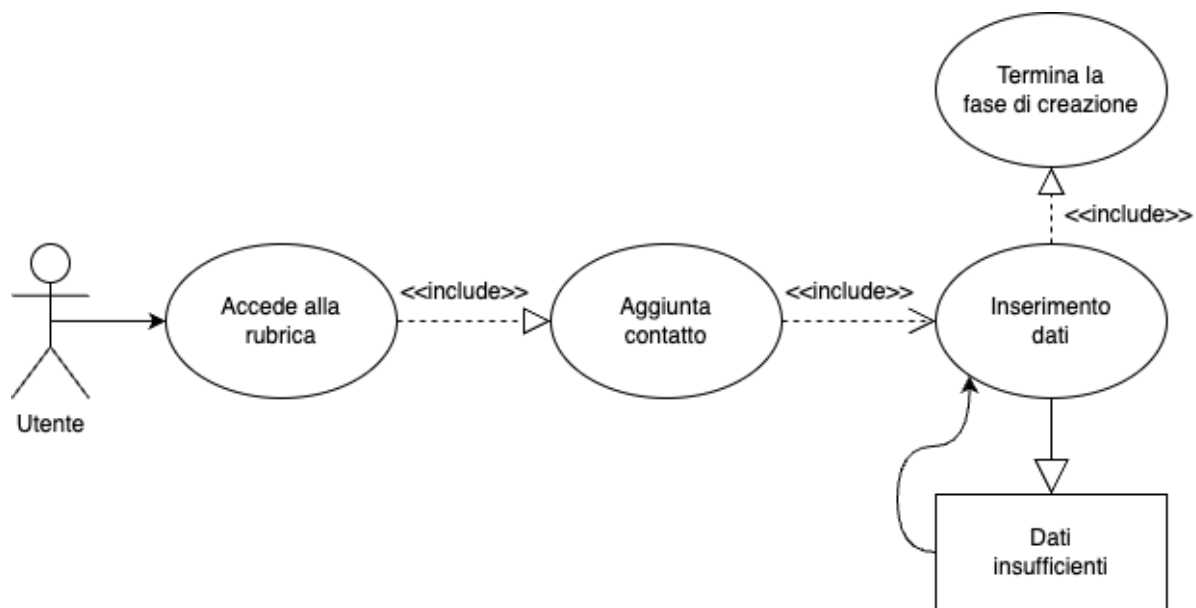 Termina la
fase di creazione
<<include>>
Accede alla
rubrica
<<include>>
Aggiunta
contatto
<<include>>
Inserimento
dati
Utente
Dati
insufficienti